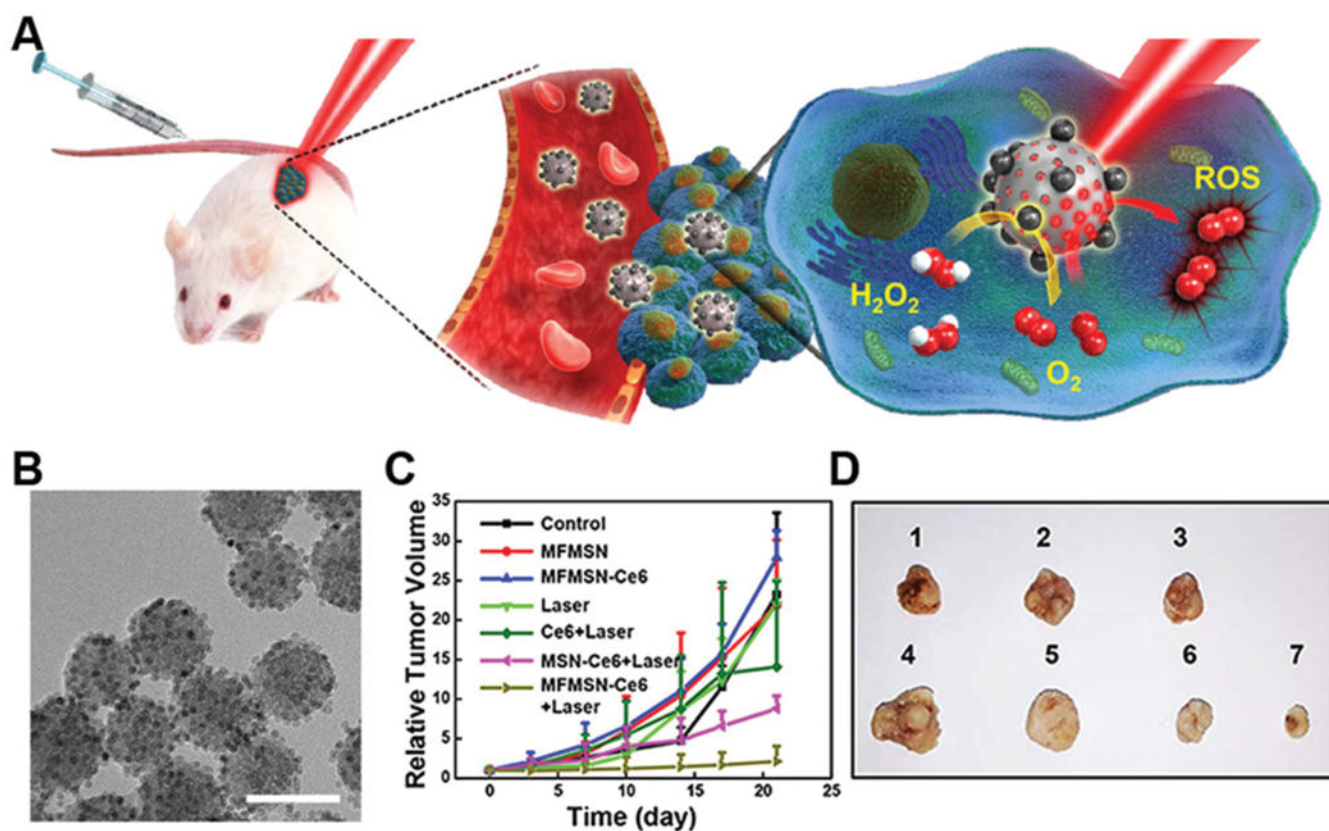 A
ROS
H₂O₂
O₂
B
C
Relative Tumor Volume
35
30
25
20
15
10
5
0
Control
MFMSN
MFMSN-Ce6
Laser
Ce6+Laser
MSN-Ce6+Laser
MFMSN-Ce6
+Laser
0 5 10 15 20 25
Time (day)
D
1 2 3
4 5 6 7